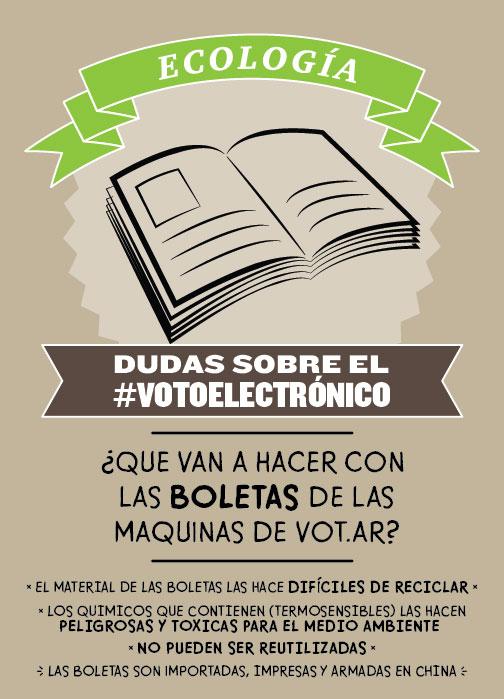 ECOLOGÍA
DUDAS SOBRE EL
#VOTOELECTRÓNICO
¿QUE VAN A HACER CON
LAS BOLETAS DE LAS
MAQUINAS DE VOT.AR?
× EL MATERIAL DE LAS BOLETAS LAS HACE DIFÍCILES DE RECICLAR ×
× LOS QUIMICOS QUE CONTIENEN (TERMOSENSIBLES) LAS HACEN
PELIGROSAS Y TOXICAS PARA EL MEDIO AMBIENTE
× NO PUEDEN SER REUTILIZADAS ×
÷ LAS BOLETAS SON IMPORTADAS, IMPRESAS Y ARMADAS EN CHINA ÷